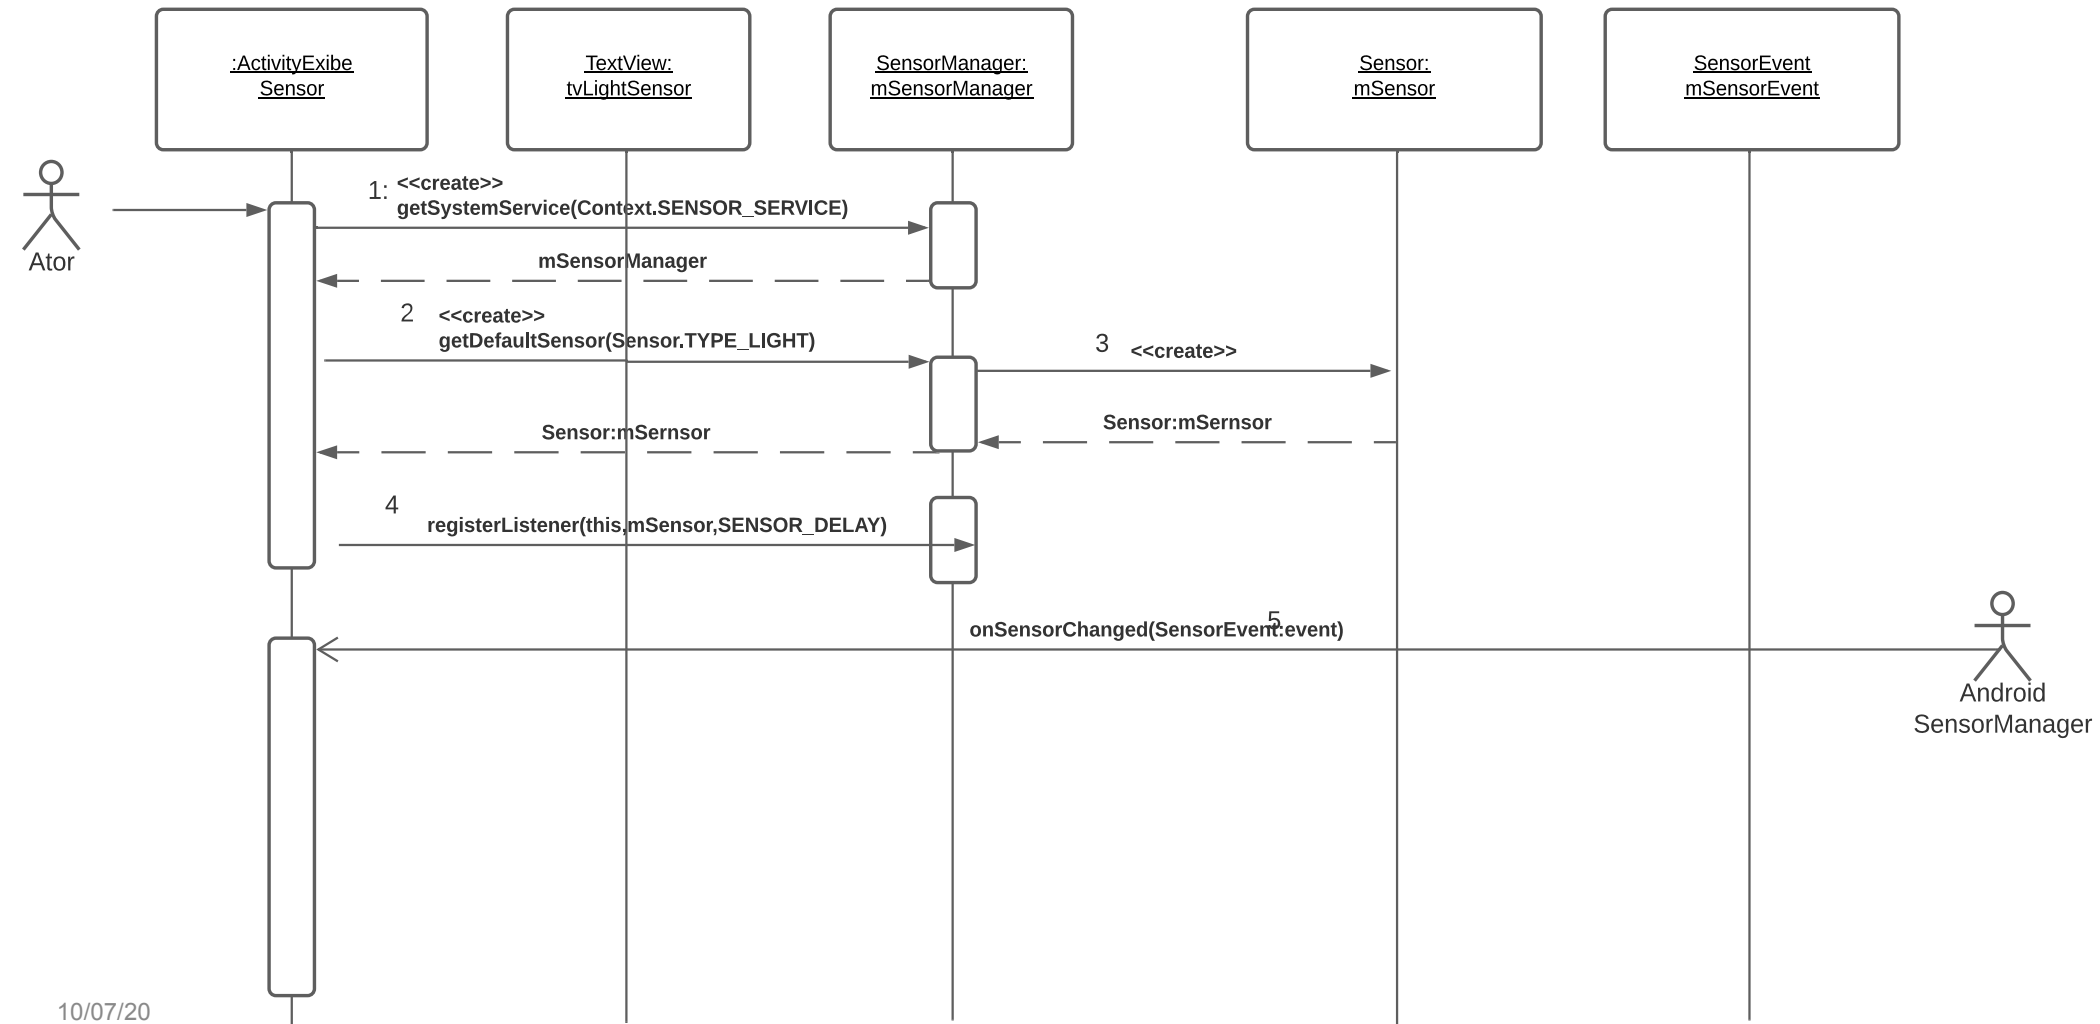 :ActivityExibe
Sensor
TextView:
tvLightSensor
SensorManager:
mSensorManager
Sensor:
mSensor
SensorEvent
mSensorEvent
Ator
1:
<<create>>
getSystemService(Context.SENSOR_SERVICE)
mSensorManager
2
<<create>>
getDefaultSensor(Sensor.TYPE_LIGHT)
3
<<create>>
Sensor:mSernsor
Sensor:mSernsor
4
registerListener(this,mSensor,SENSOR_DELAY)
5
onSensorChanged(SensorEvent:event)
Android
SensorManager
10/07/20